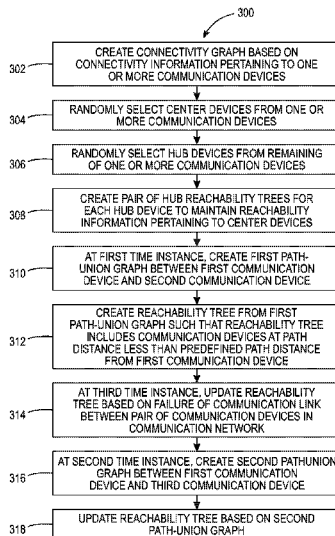 300
302
CREATE CONNECTIVITY GRAPH BASED ON
CONNECTIVITY INFORMATION PERTAINING TO ONE
OR MORE COMMUNICATION DEVICES
304
RANDOMLY SELECT CENTER DEVICES FROM ONE OR
MORE COMMUNICATION DEVICES
306
RANDOMLY SELECT HUB DEVICES FROM REMAINING
OF ONE OR MORE COMMUNICATION DEVICES
308
CREATE PAIR OF HUB REACHABILITY TREES FOR
EACH HUB DEVICE TO MAINTAIN REACHABILITY
INFORMATION PERTAINING TO CENTER DEVICES
310
AT FIRST TIME INSTANCE, CREATE FIRST PATH-
UNION GRAPH BETWEEN FIRST COMMUNICATION
DEVICE AND SECOND COMMUNICATION DEVICE
312
CREATE REACHABILITY TREE FROM FIRST
PATH-UNION GRAPH SUCH THAT REACHABILITY TREE
INCLUDES COMMUNICATION DEVICES AT PATH
DISTANCE LESS THAN PREDEFINED PATH DISTANCE
FROM FIRST COMMUNICATION DEVICE
314
AT THIRD TIME INSTANCE, UPDATE REACHABILITY
TREE BASED ON FAILURE OF COMMUNICATION LINK
BETWEEN PAIR OF COMMUNICATION DEVICES IN
COMMUNICATION NETWORK
316
AT SECOND TIME INSTANCE, CREATE SECOND PATHUNION
GRAPH BETWEEN FIRST COMMUNICATION
DEVICE AND THIRD COMMUNICATION DEVICE
318
UPDATE REACHABILITY TREE BASED ON SECOND
PATH-UNION GRAPH